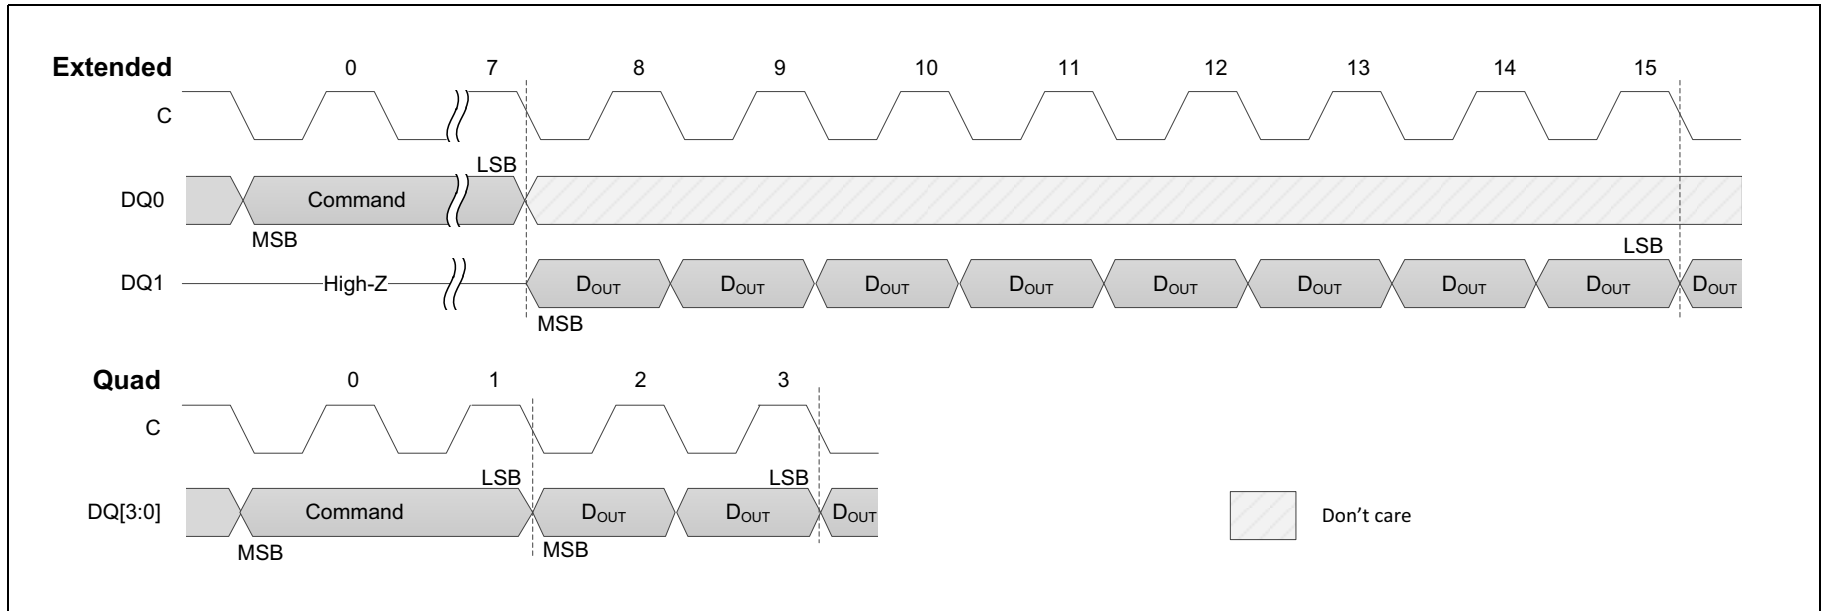 Extended 0 7 8 9 10 11 12 13 14 15
C
LSB
DQ0 Command
MSB
LSB
DQ1 High-Z DOUT DOUT DOUT DOUT DOUT DOUT DOUT DOUT DOUT
MSB
Quad 0 1 2 3
C
LSB LSB
DQ[3:0] Command DOUT DOUT DOUT Don’t care
MSB MSB